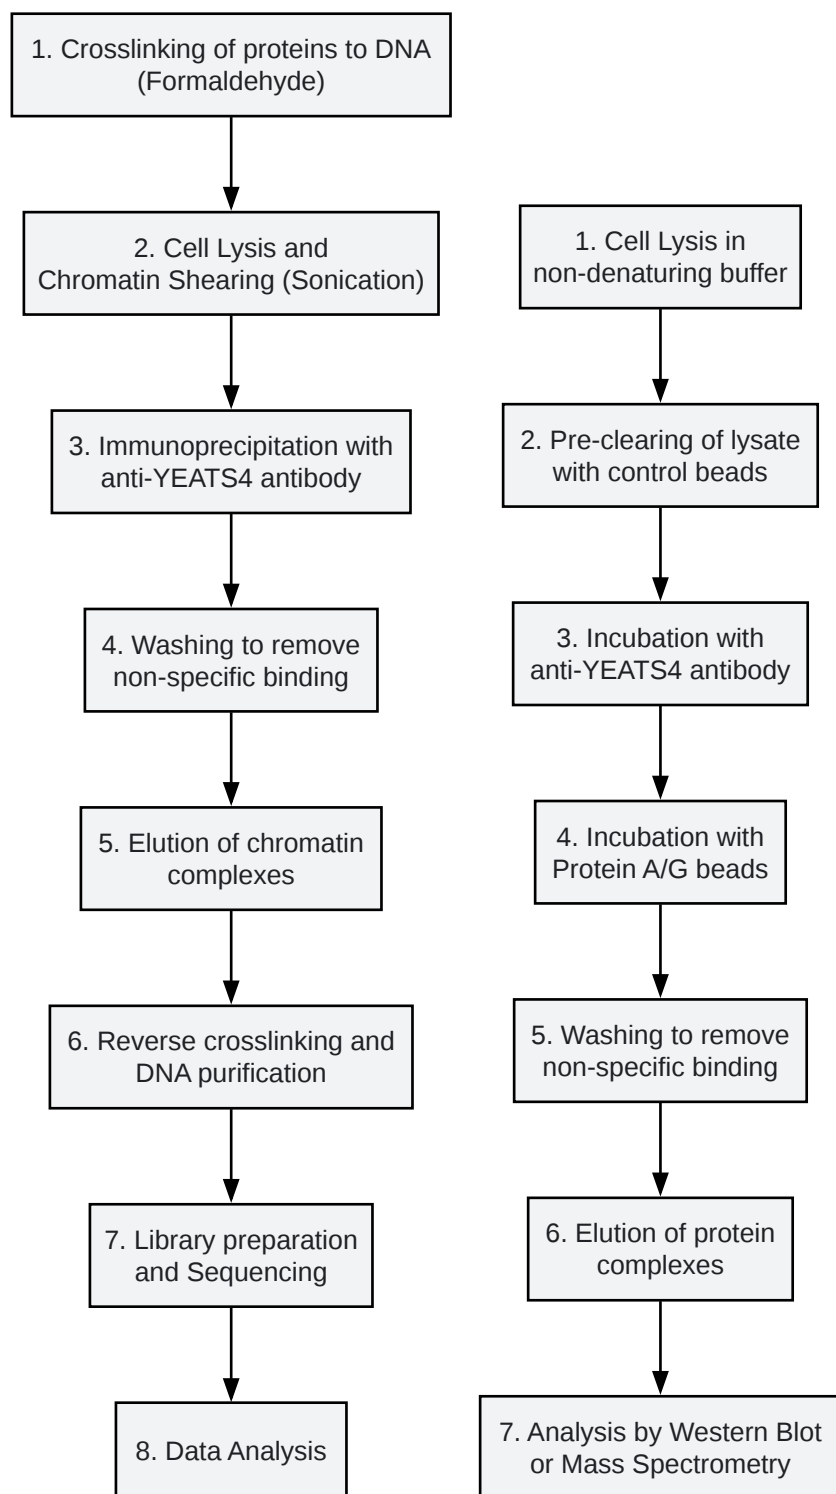 1. Crosslinking of proteins to DNA
(Formaldehyde)
2. Cell Lysis and
Chromatin Shearing (Sonication)
3. Immunoprecipitation with
anti-YEATS4 antibody
4. Washing to remove
non-specific binding
5. Elution of chromatin
complexes
6. Reverse crosslinking and
DNA purification
7. Library preparation
and Sequencing
8. Data Analysis
1. Cell Lysis in
non-denaturing buffer
2. Pre-clearing of lysate
with control beads
3. Incubation with
anti-YEATS4 antibody
4. Incubation with
Protein A/G beads
5. Washing to remove
non-specific binding
6. Elution of protein
complexes
7. Analysis by Western Blot
or Mass Spectrometry